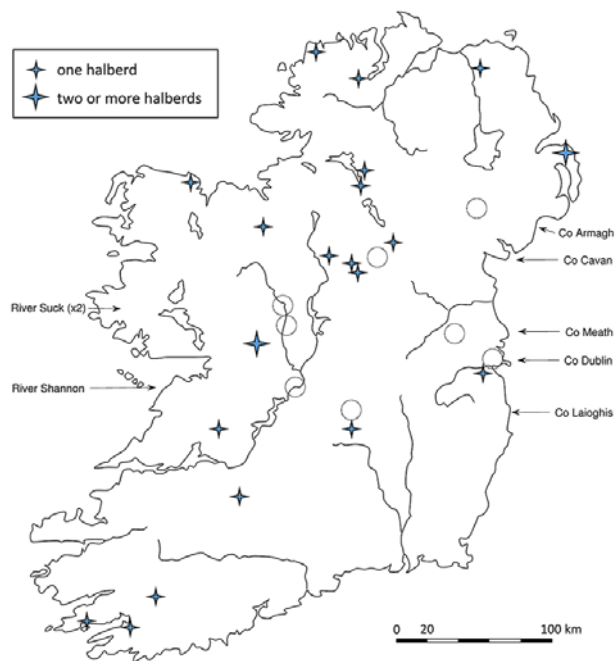 one halberd
two or more halberds
Co Armagh
Co Cavan
River Suck (x2)
Co Meath
Co Dublin
River Shannon
Co Laioghis
0 20 100 km